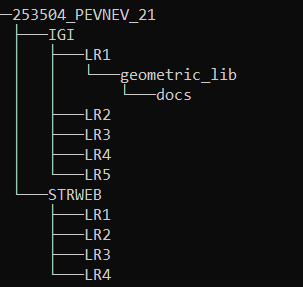 253504_PEVNEV_21
IGI
LR1
geometric_lib
docs
LR2
LR3
LR4
LR5
STRWEB
LR1
LR2
LR3
LR4